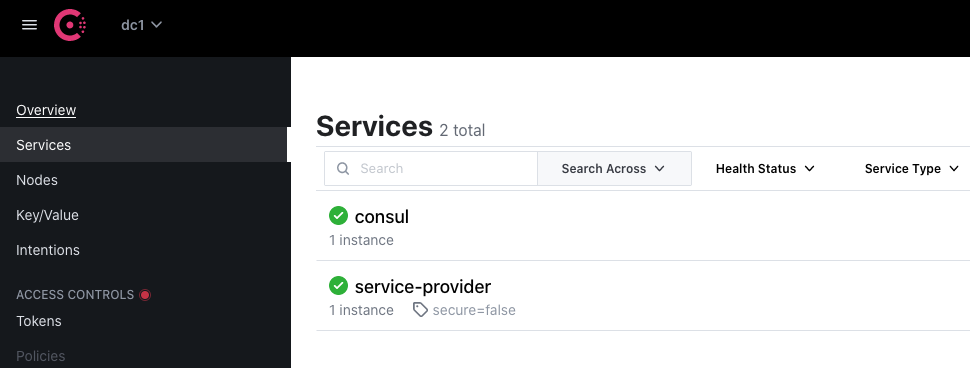 dc1
Overview
Services
Nodes
Key/Value
Intentions
ACCESS CONTROLS
Tokens
Policies
Services 2 total
Search Search Across Health Status Service Type
consul
1 instance
service-provider
1 instance secure=false